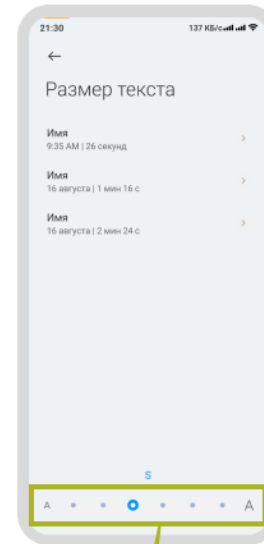 21:30 137 КБ/с
Размер текста
Имя
9:35 AM | 26 секунд
Имя
16 августа | 1 мин 16 с
Имя
16 августа | 2 мин 24 с
S
A A